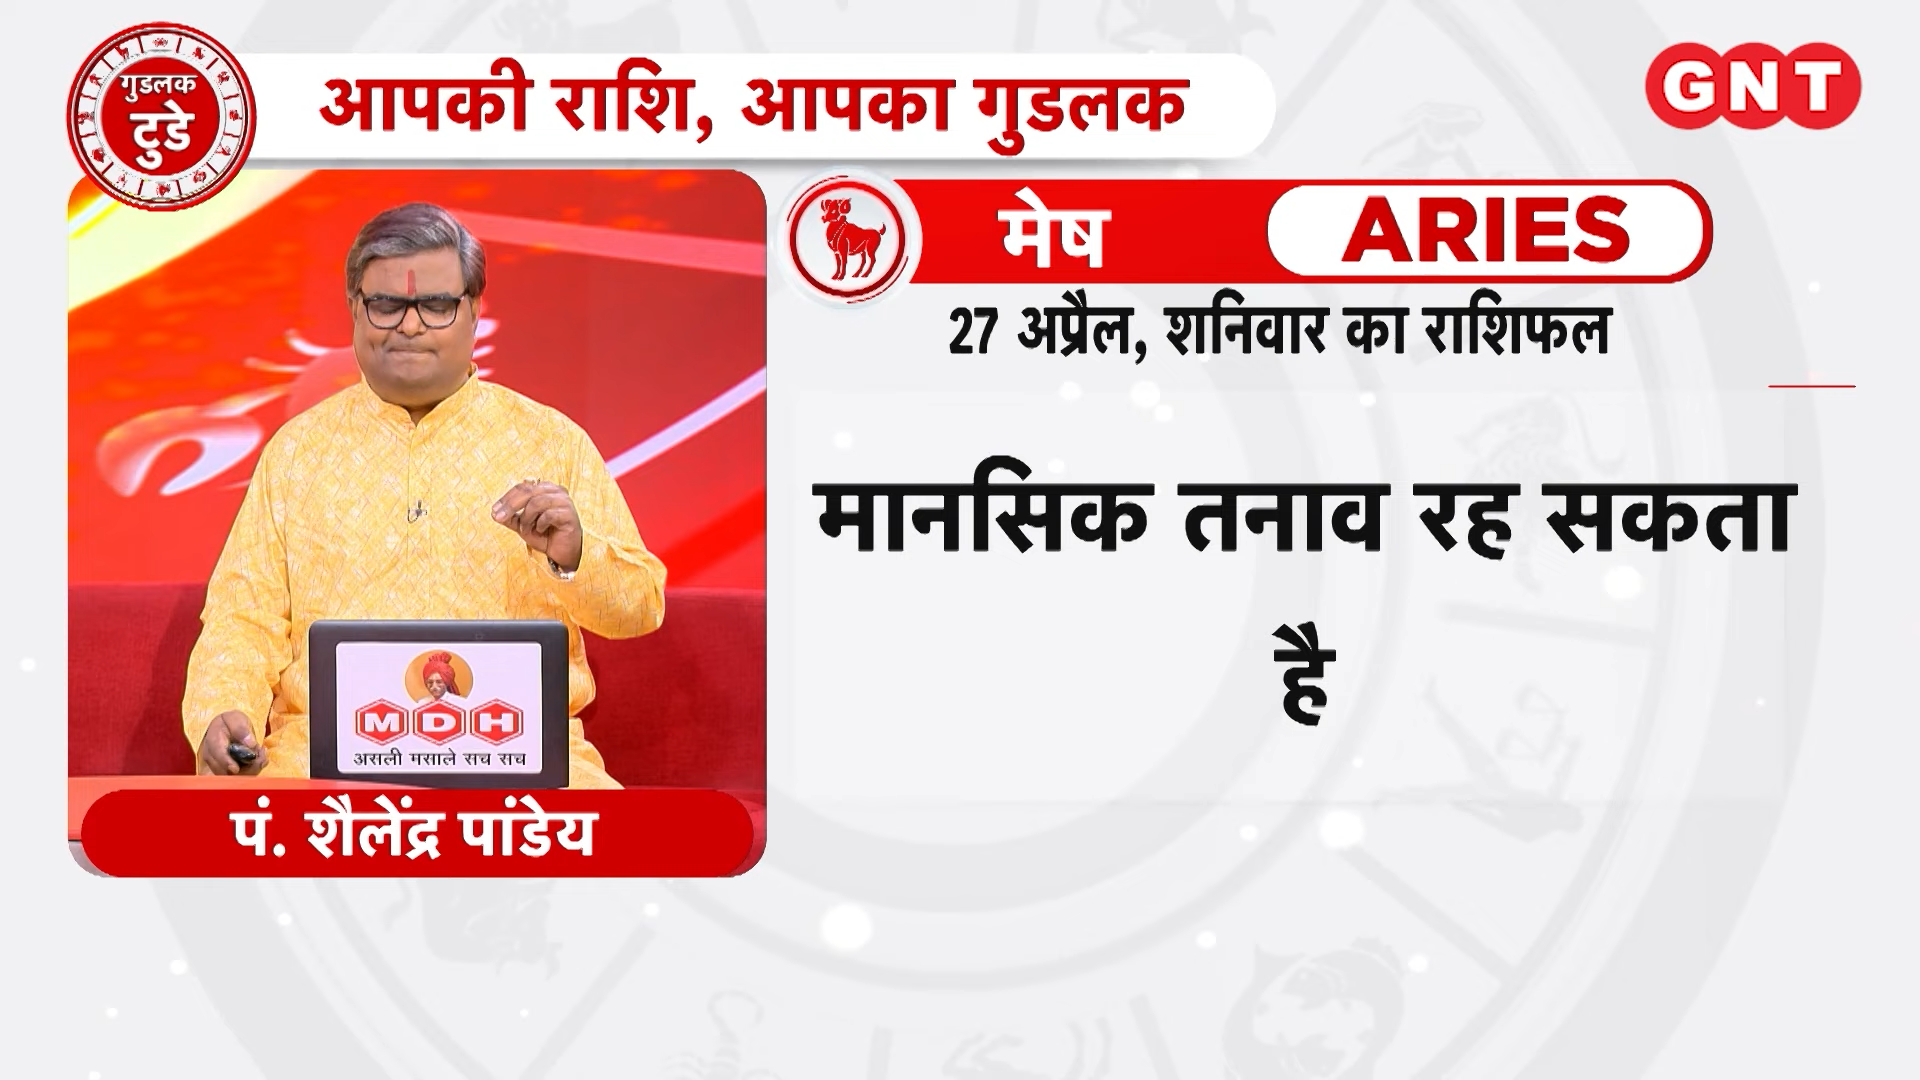 गुडलक
टुडे
आपकी राशि, आपका गुडलक
GNT
मेष
ARIES
27 अप्रैल, शनिवार का राशिफल
मानसिक तनाव रह सकता
है
MDH
असली मसाले सच सच
पं. शैलेंद्र पांडेय